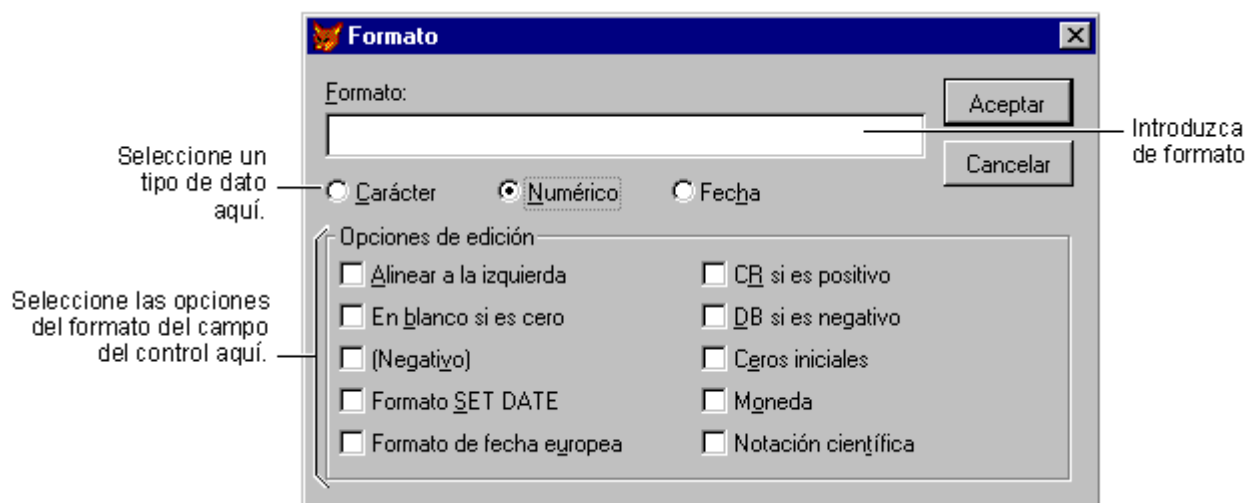 Formato
Formato:
Aceptar
Introduzca
de formato
Cancelar
Seleccione un
tipo de dato
aquí.
Carácter Numérico Fecha
Opciones de edición
Alinear a la izquierda CR si es positivo
En blanco si es cero DB si es negativo
Seleccione las opciones
del formato del campo
del control aquí.
(Negativo) Ceros iniciales
Formato SET DATE Moneda
Formato de fecha europea Notación científica